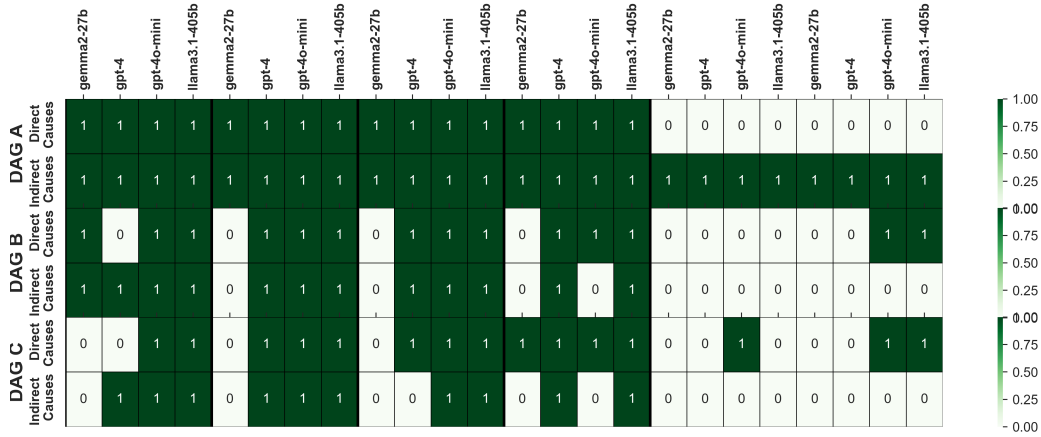 gemma2-27b gpt-4 gpt-4o-mini llama3.1-405b gemma2-27b gpt-4 gpt-4o-mini llama3.1-405b gemma2-27b gpt-4 gpt-4o-mini llama3.1-405b gemma2-27b gpt-4 gpt-4o-mini llama3.1-405b gemma2-27b gpt-4 gpt-4o-mini llama3.1-405b gemma2-27b gpt-4 gpt-4o-mini llama3.1-405b
DAG A
Direct
Causes
1 1 1 1 1 1 1 1 1 1 1 1 1 1 1 1 0 0 0 0 0 0 0 0
Indirect
Causes
1 1 1 1 1 1 1 1 1 1 1 1 1 1 1 1 1 1 1 1 1 1 1 1
1.00
0.75
0.50
0.25
0.00
DAG B
Direct
Causes
1 0 1 1 0 1 1 1 0 1 1 1 0 1 1 1 0 0 0 0 0 0 1 1
Indirect
Causes
1 1 1 1 0 1 1 1 0 1 1 1 0 1 0 1 0 0 0 0 0 0 0 0
1.00
0.75
0.50
0.25
0.00
DAG C
Direct
Causes
0 0 1 1 0 1 1 1 0 1 1 1 1 1 1 1 0 0 1 0 0 0 1 1
Indirect
Causes
0 1 1 1 0 1 1 1 0 0 1 1 0 1 0 1 0 0 0 0 0 0 0 0
1.00
0.75
0.50
0.25
0.00